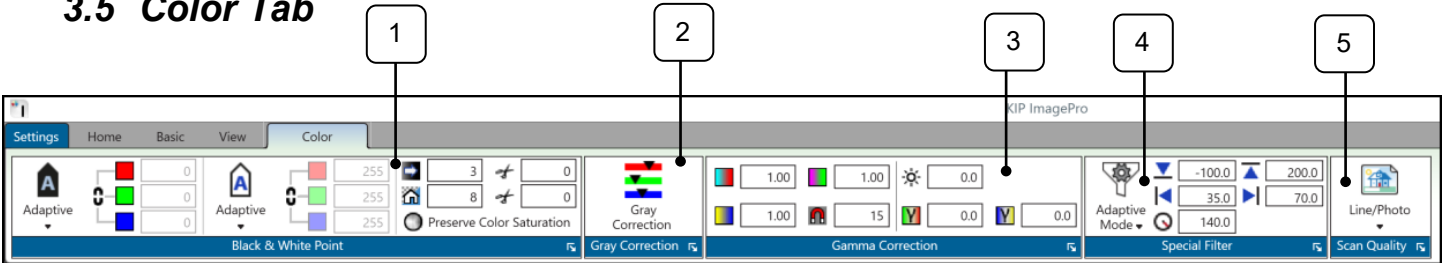 3.5 Color Tab
1 2 3 4 5
KIP ImagePro
Settings Home Basic View Color
0 255 3 0 1.00 1.00 0.0 -100.0 200.0
A A
0 255 8 0 35.0 70.0
Adaptive Adaptive Gray Adaptive Line/Photo
0 255 Preserve Color Saturation Correction 1.00 15 Y 0.0 Y 0.0 Mode 140.0
Black & White Point Gray Correction Gamma Correction Special Filter Scan Quality